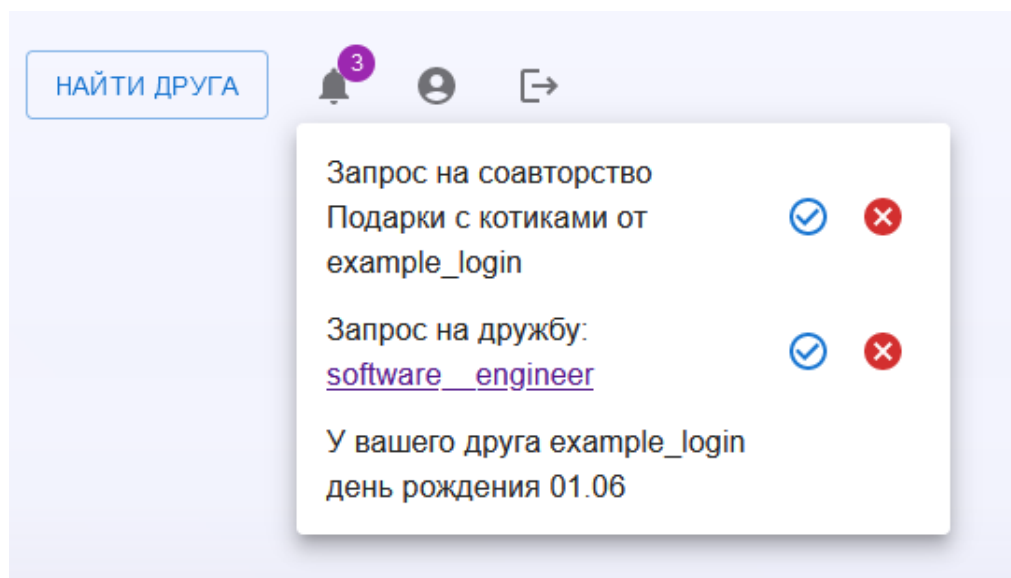 НАЙТИ ДРУГА
3
Запрос на соавторство
Подарки с котиками от
example_login
Запрос на дружбу:
software__engineer
У вашего друга example_login
день рождения 01.06